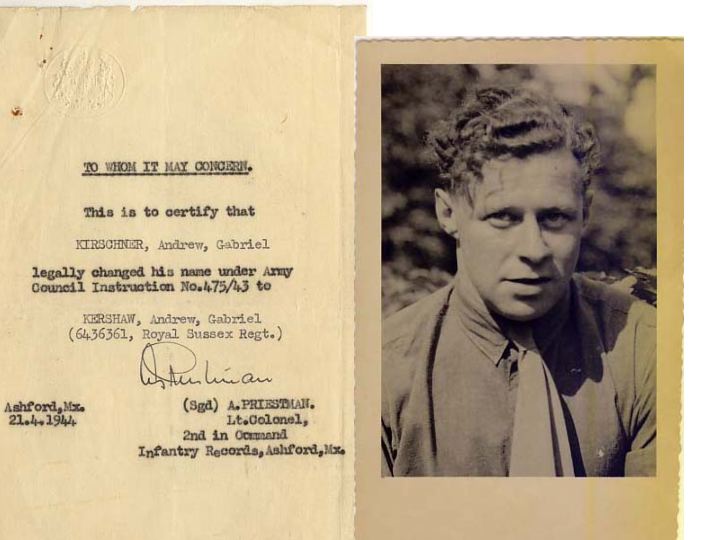 TO WHOM IT MAY CONCERN.
This is to certify that
KIRSCHNER, Andrew, Gabriel
legally changed his name under Army
Council Instruction No.475/43 to
KERSHAW, Andrew, Gabriel
(6436361, Royal Sussex Regt.)
Ashford,Mx. (Sgd) A.PRIESTMAN.
21.4.1944 Lt.Colonel,
2nd in Command
Infantry Records,Ashford,Mx.